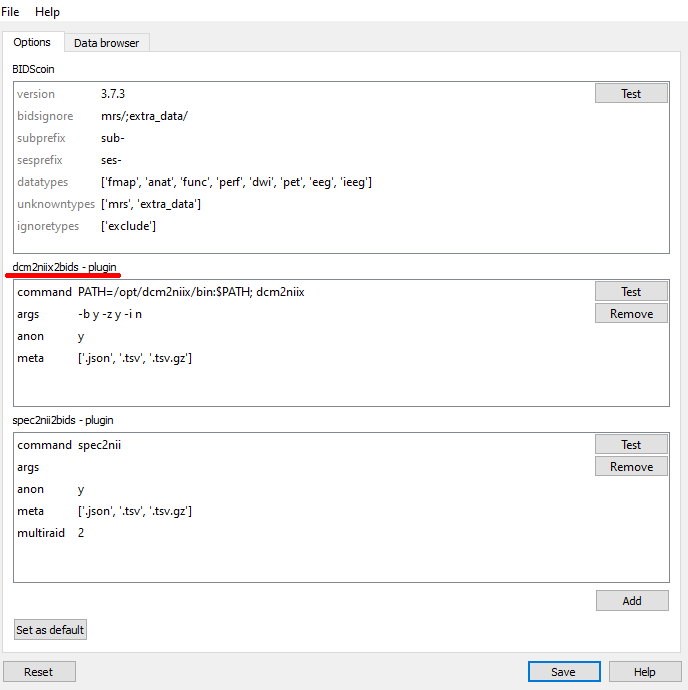 File Help
Options Data browser
BIDScoin
version 3.7.3 Test
bidsignore mrs/;extra_data/
subprefix sub-
sesprefix ses-
datatypes ['fmap', 'anat', 'func', 'perf', 'dwi', 'pet', 'eeg', 'ieeg']
unknowntypes ['mrs', 'extra_data']
ignoretypes ['exclude']
dcm2niix2bids - plugin
command PATH=/opt/dcm2niix/bin:$PATH; dcm2niix Test
args -b y -z y -i n Remove
anon y
meta ['.json', '.tsv', '.tsv.gz']
spec2nii2bids - plugin
command spec2nii Test
args Remove
anon y
meta ['.json', '.tsv', '.tsv.gz']
multiraid 2
Add
Set as default
Reset Save Help